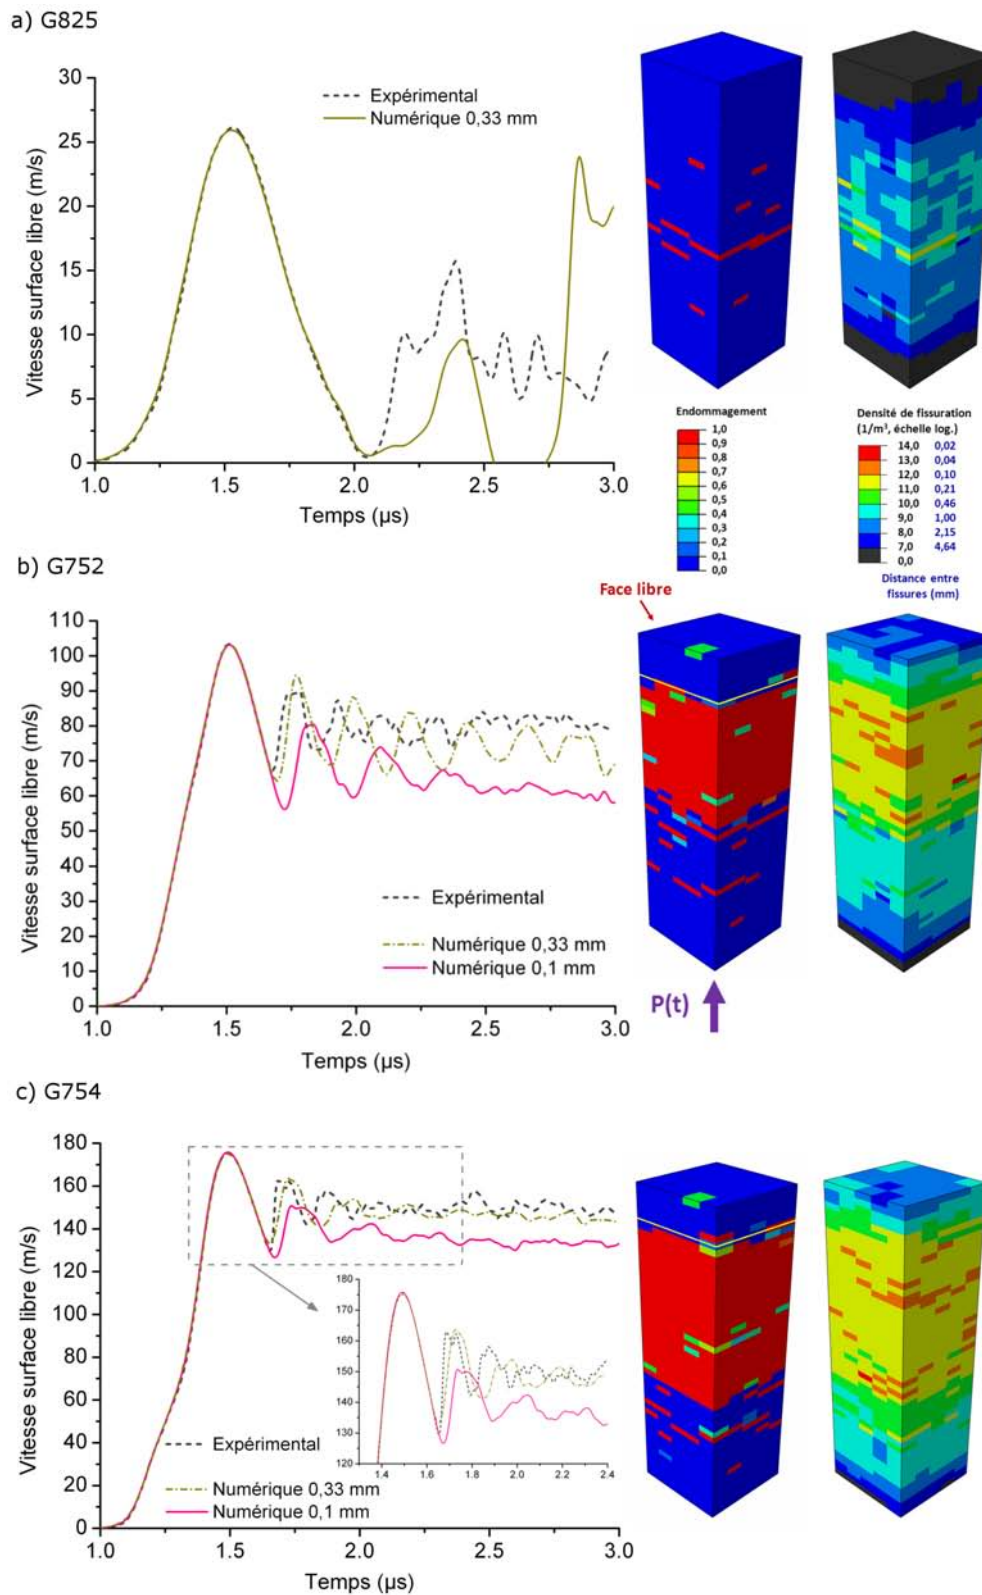 a) G825
30
25
20
15
10
5
0
Vitesse surface libre (m/s)
Expérimental
Numérique 0,33 mm
1.0 1.5 2.0 2.5 3.0
Temps (µs)
Endommagement
1,0
0,9
0,8
0,7
0,6
0,5
0,4
0,3
0,2
0,1
0,0
Densité de fissuration
(1/m³, échelle log.)
14,0 0,02
13,0 0,04
12,0 0,10
11,0 0,21
10,0 0,46
9,0 1,00
8,0 2,15
7,0 4,64
0,0
Distance entre
fissures (mm)
b) G752
Face libre
110
100
90
80
70
60
50
40
30
20
10
0
Vitesse surface libre (m/s)
Expérimental
Numérique 0,33 mm
Numérique 0,1 mm
1.0 1.5 2.0 2.5 3.0
Temps (µs)
P(t)
c) G754
180
160
140
120
100
80
60
40
20
0
Vitesse surface libre (m/s)
180
170
160
150
140
130
120
1.4 1.6 1.8 2.0 2.2 2.4
Expérimental
Numérique 0,33 mm
Numérique 0,1 mm
1.0 1.5 2.0 2.5 3.0
Temps (µs)